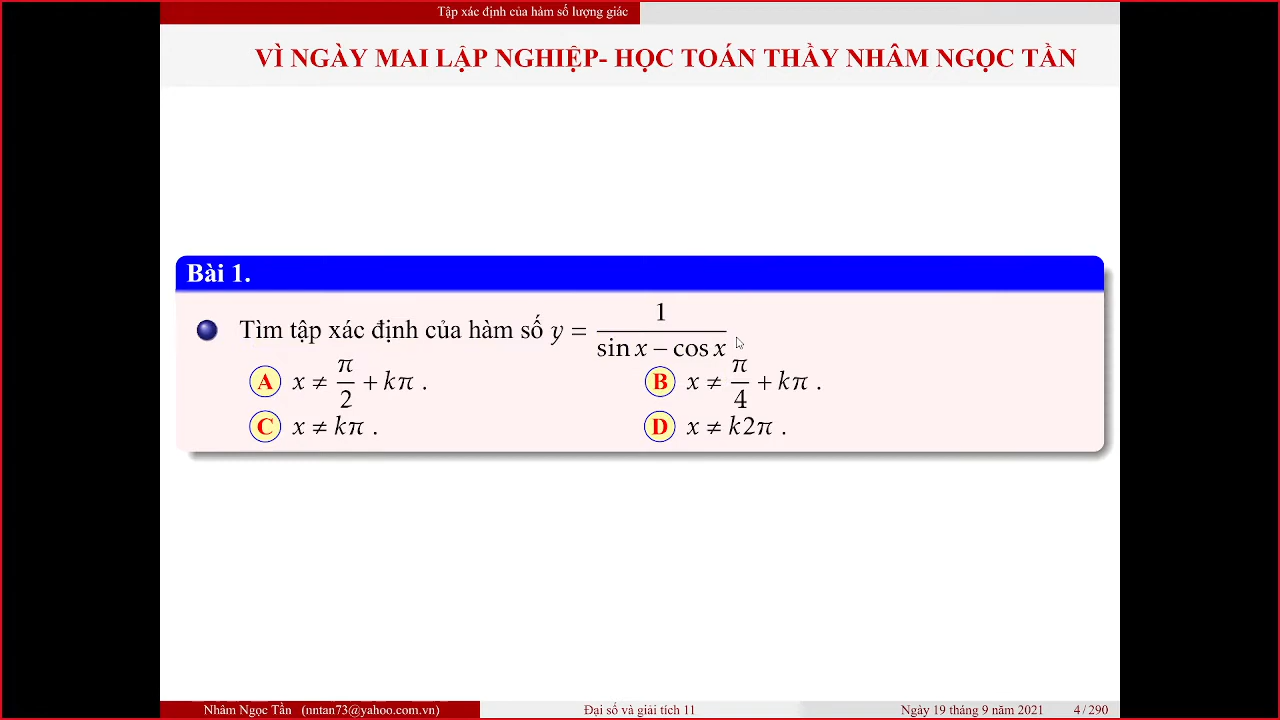 Tập xác định của hàm số lượng giác
VÌ NGÀY MAI LẬP NGHIỆP- HỌC TOÁN THẦY NHÂM NGỌC TẦN
Bài 1.
Tìm tập xác định của hàm số y = 1 / (sin x – cos x)
A x ≠ π/2 + kπ .
B x ≠ π/4 + kπ .
C x ≠ kπ .
D x ≠ k2π .
Nhâm Ngọc Tần (nntan73@yahoo.com.vn)
Đại số và giải tích 11
Ngày 19 tháng 9 năm 2021
4 / 290